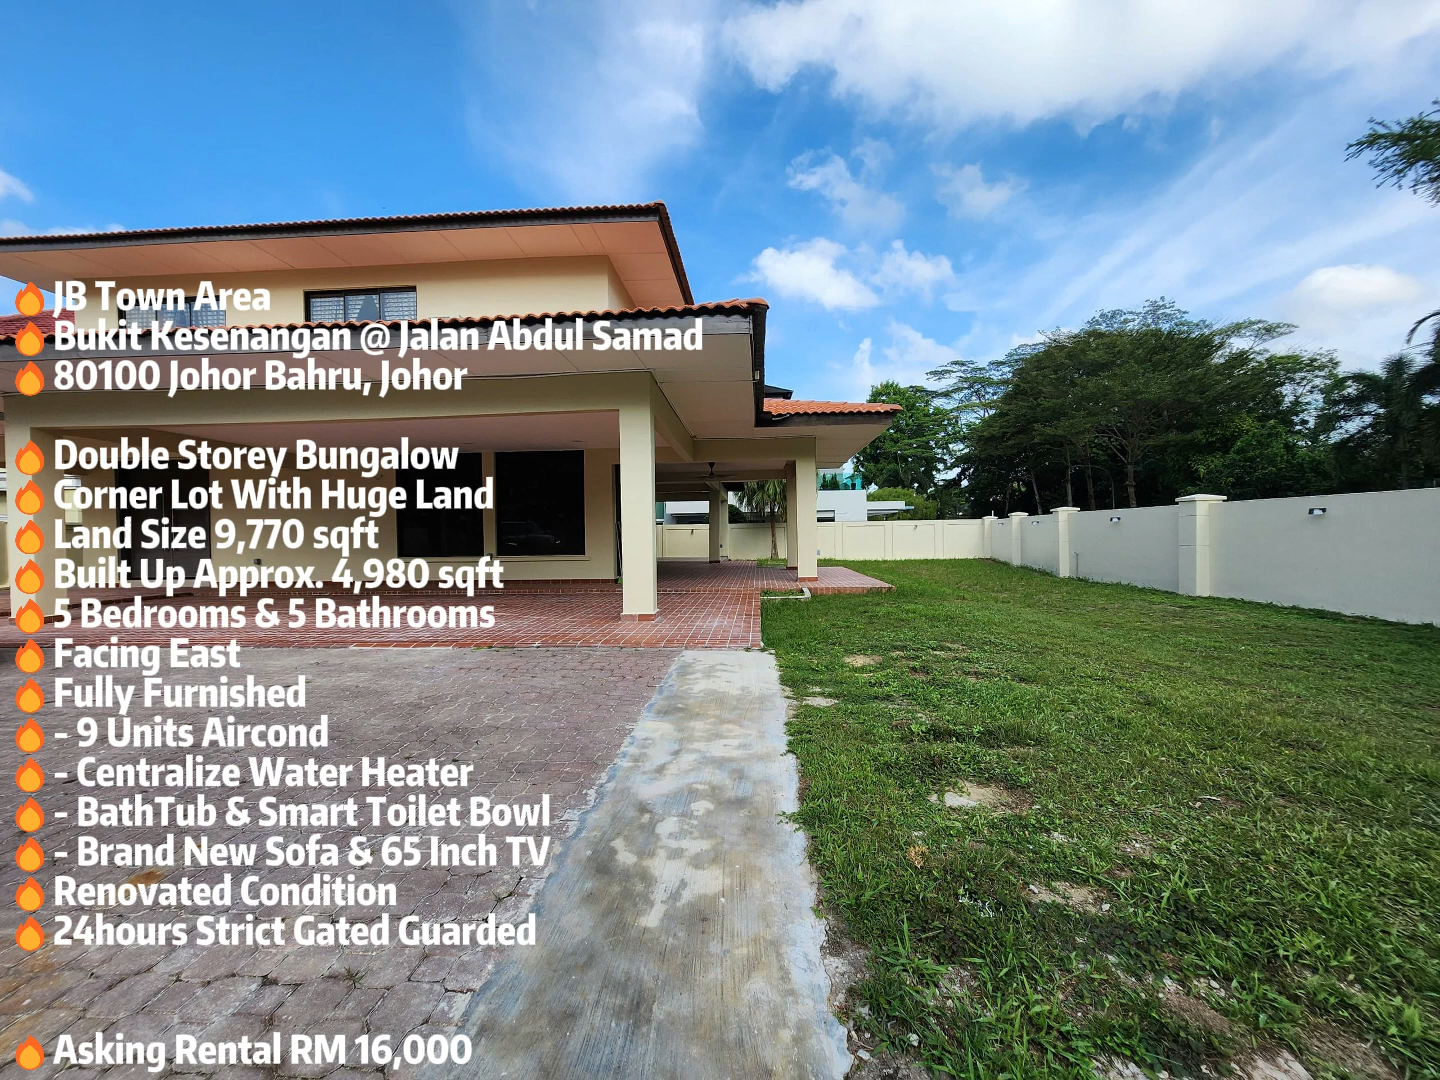 🔥JB Town Area
🔥Bukit Kesenangan @ Jalan Abdul Samad
🔥80100 Johor Bahru, Johor
🔥Double Storey Bungalow
🔥Corner Lot With Huge Land
🔥Land Size 9,770 sqft
🔥Built Up Approx. 4,980 sqft
🔥5 Bedrooms & 5 Bathrooms
🔥Facing East
🔥Fully Furnished
🔥- 9 Units Aircond
🔥- Centralize Water Heater
🔥- BathTub & Smart Toilet Bowl
🔥- Brand New Sofa & 65 Inch TV
🔥Renovated Condition
🔥24hours Strict Gated Guarded
🔥Asking Rental RM 16,000